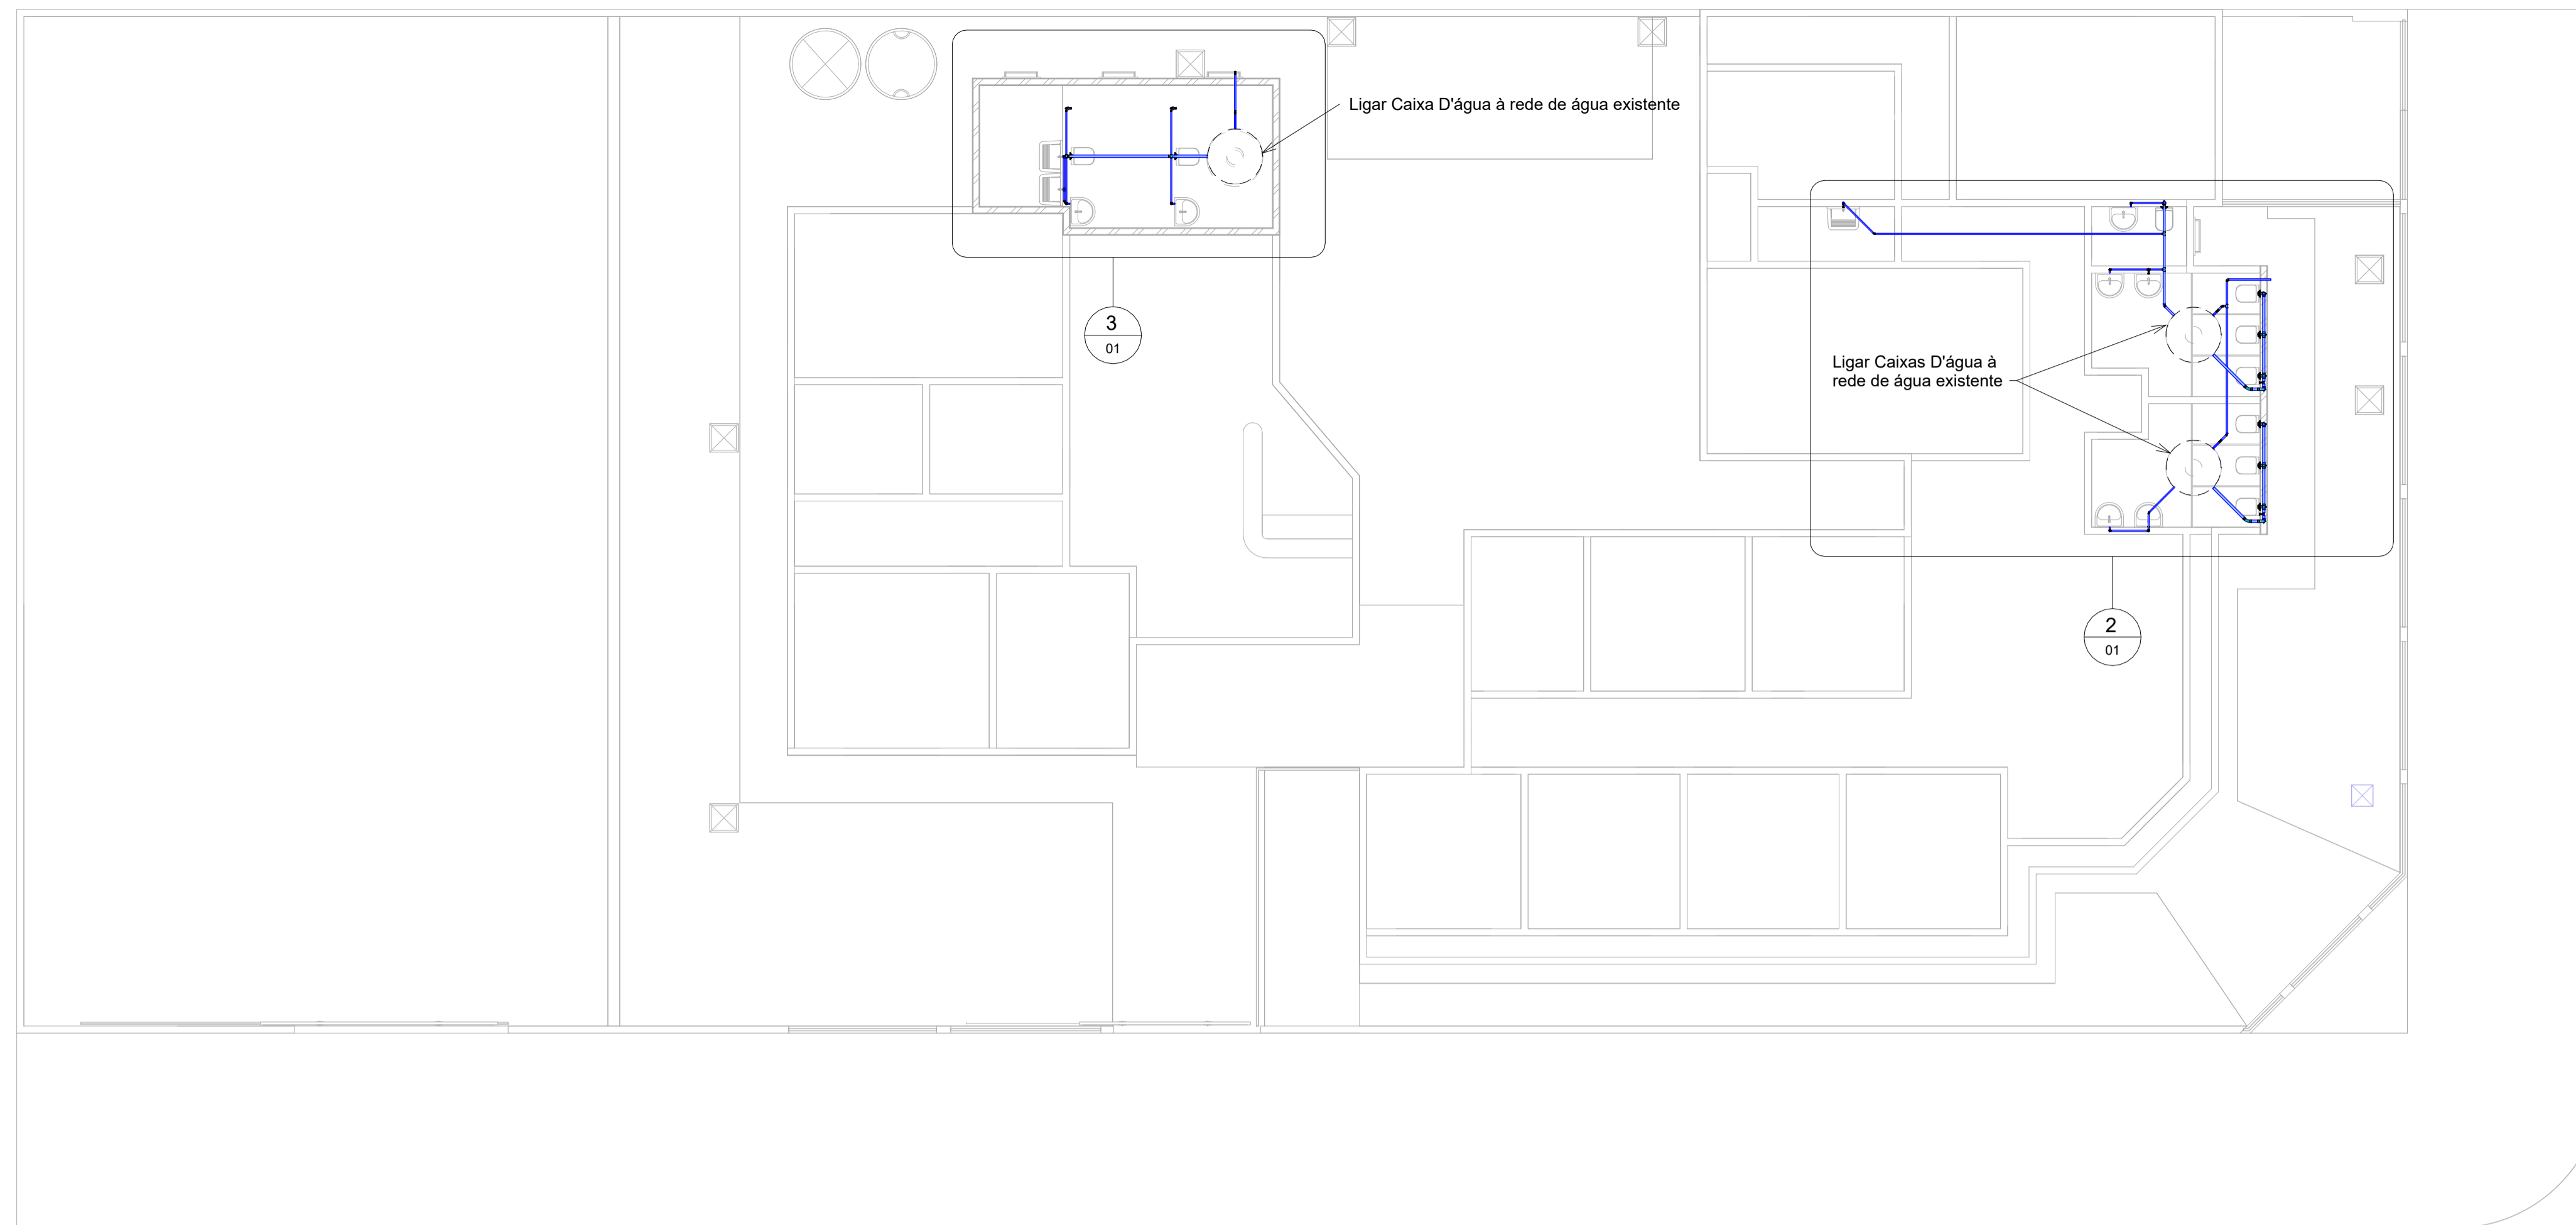 Ligar Caixa D'água à rede de água existente
3
01
Ligar Caixas D'água à
rede de água existente
2
01